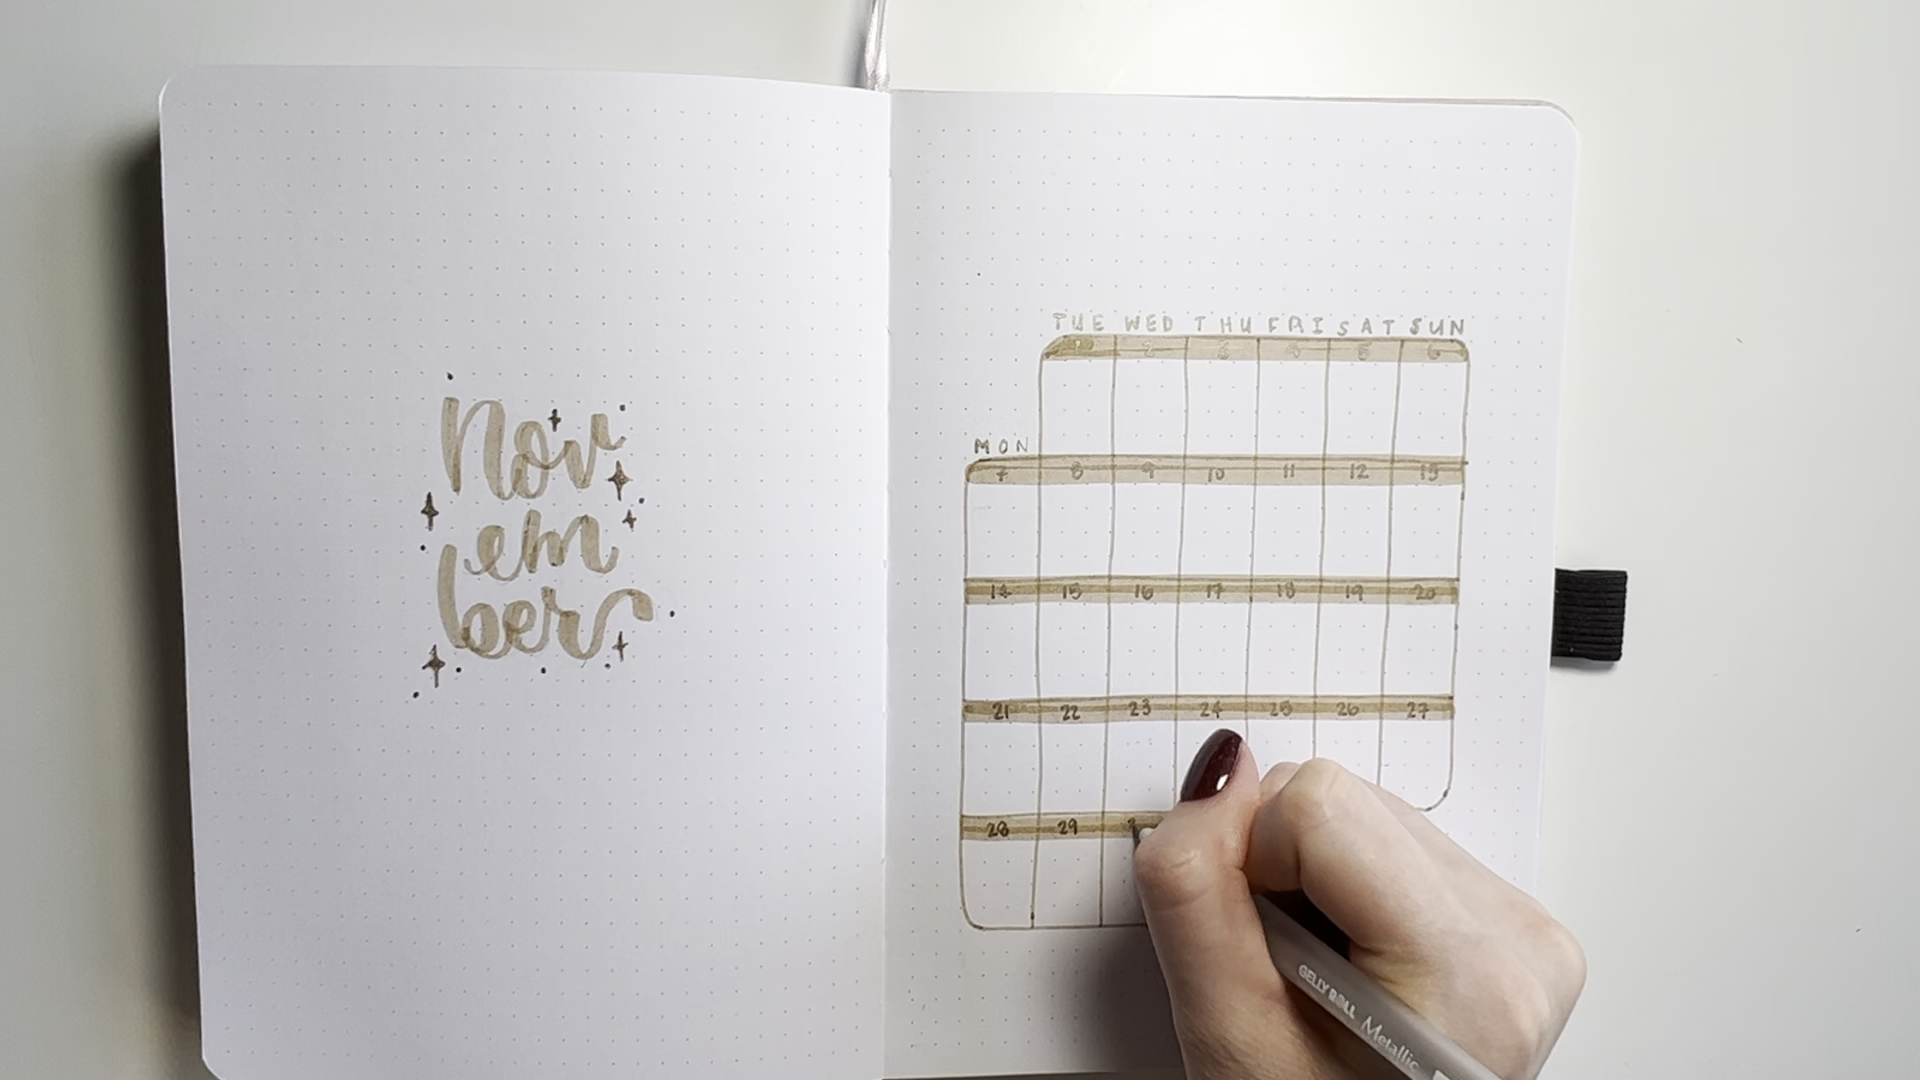 Nov
em
ber
TUE WED THU FRI SAT SUN
1 2 3 4 5 6
MON
7 8 9 10 11 12 13
14 15 16 17 18 19 20
21 22 23 24 25 26 27
28 29
GELLY ROLL Metallic